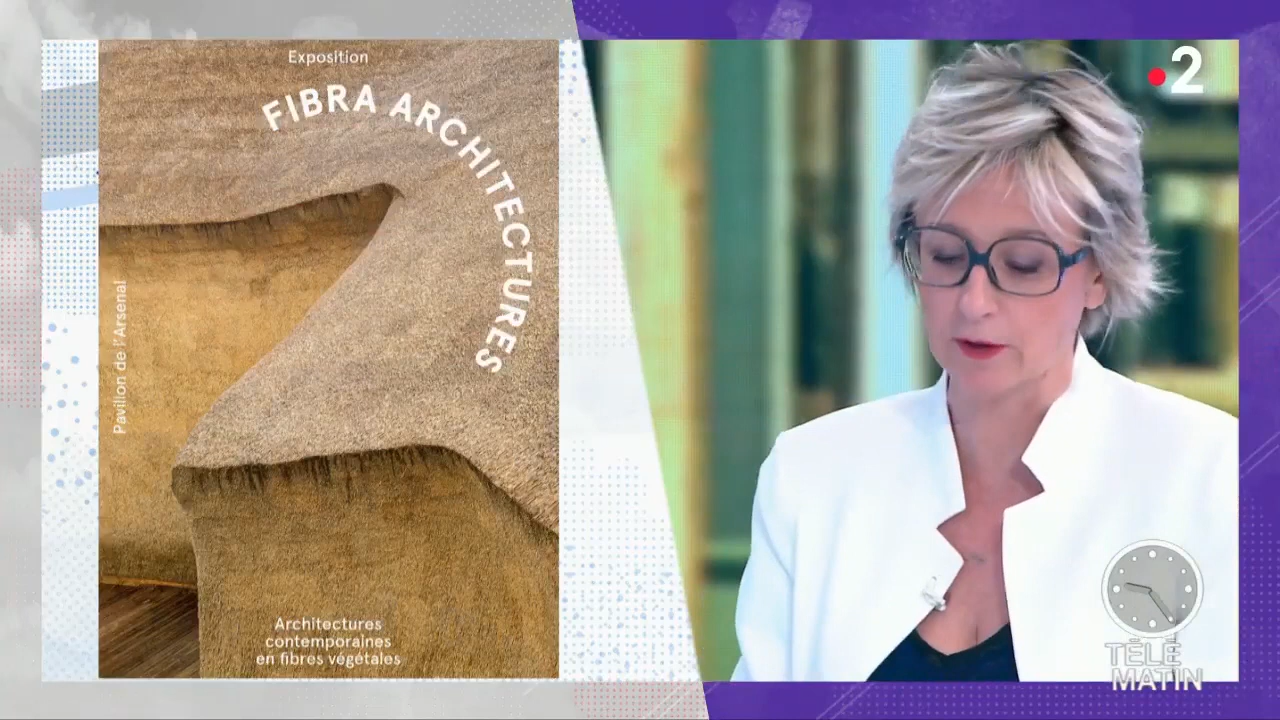 Exposition
FIBRA ARCHITECTURES
Pavillon de l'Arsenal
Architectures
contemporaines
en fibres végétales
2
TÉLÉ
MATIN